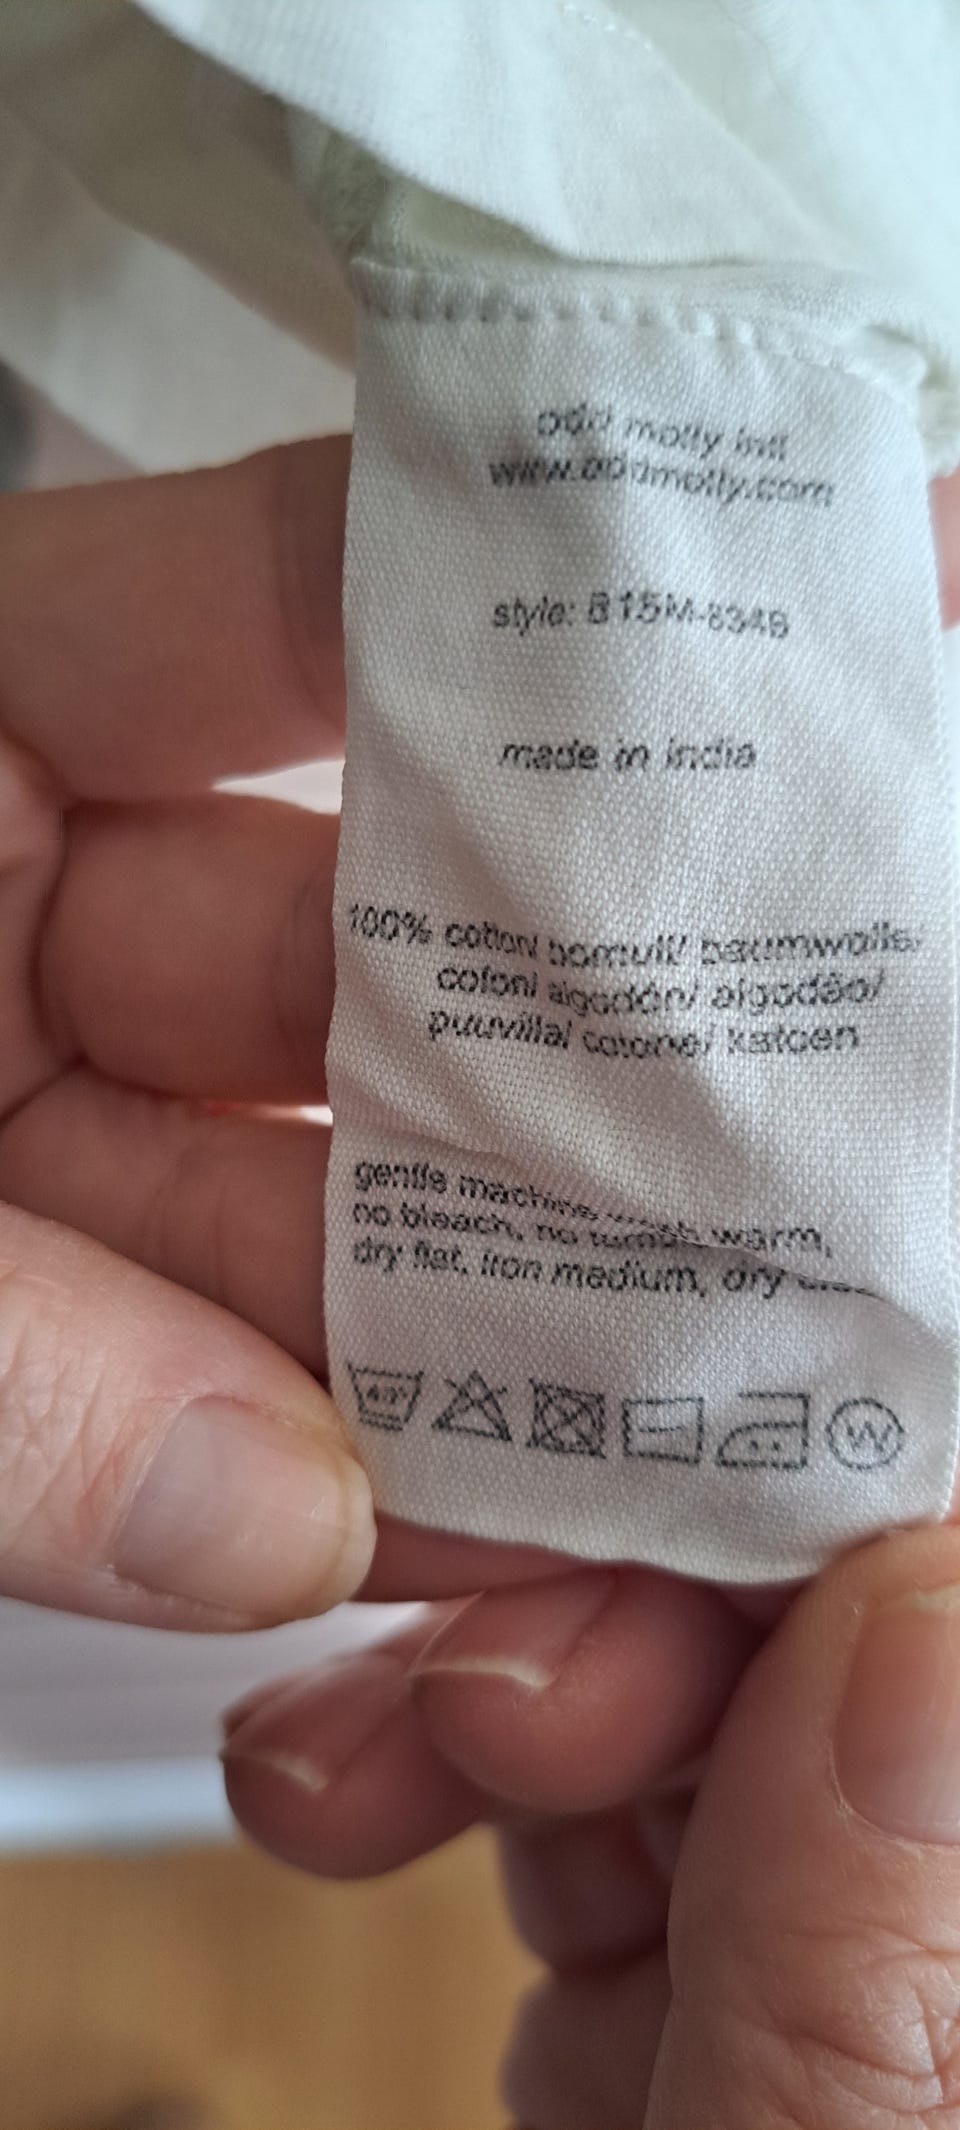 odd molly intl
www.oddmolly.com
style: B15M-834B
made in india
100% cotton/ bomull/ baumwolle/
coton/ algodón/ algodão/
puuvilla/ cotone/ katoen
gentle machine wash warm,
no bleach, no tumble
dry flat, iron medium, dry
40°
W